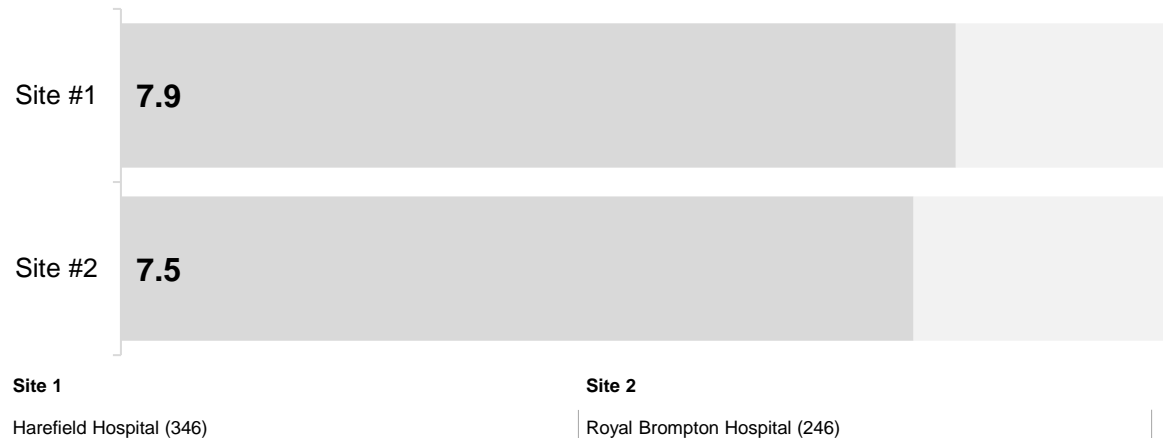 Site #1 7.9
Site #2 7.5
Site 1 Site 2
Harefield Hospital (346) Royal Brompton Hospital (246)